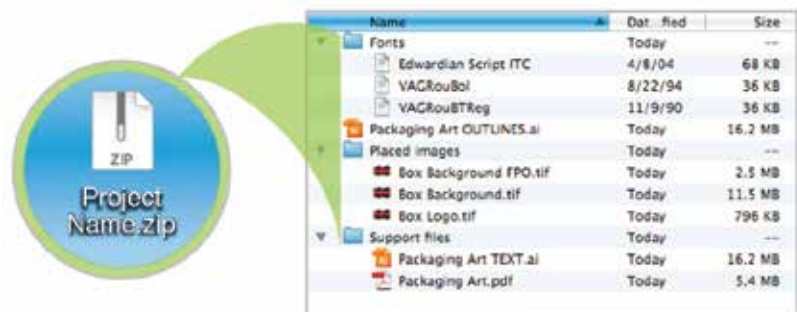 ZIP
Project
Name.zip
Name Dat...fied Size
Fonts Today --
Edwardian Script ITC 4/8/04 68 KB
VAGRouBol 8/22/94 36 KB
VAGRouBTReg 11/9/90 36 KB
Packaging Art OUTLINES.ai Today 16.2 MB
Placed images Today --
Box Background FPO.tif Today 2.5 MB
Box Background.tif Today 11.5 MB
Box Logo.tif Today 796 KB
Support files Today --
Packaging Art TEXT.ai Today 16.2 MB
Packaging Art.pdf Today 5.4 MB